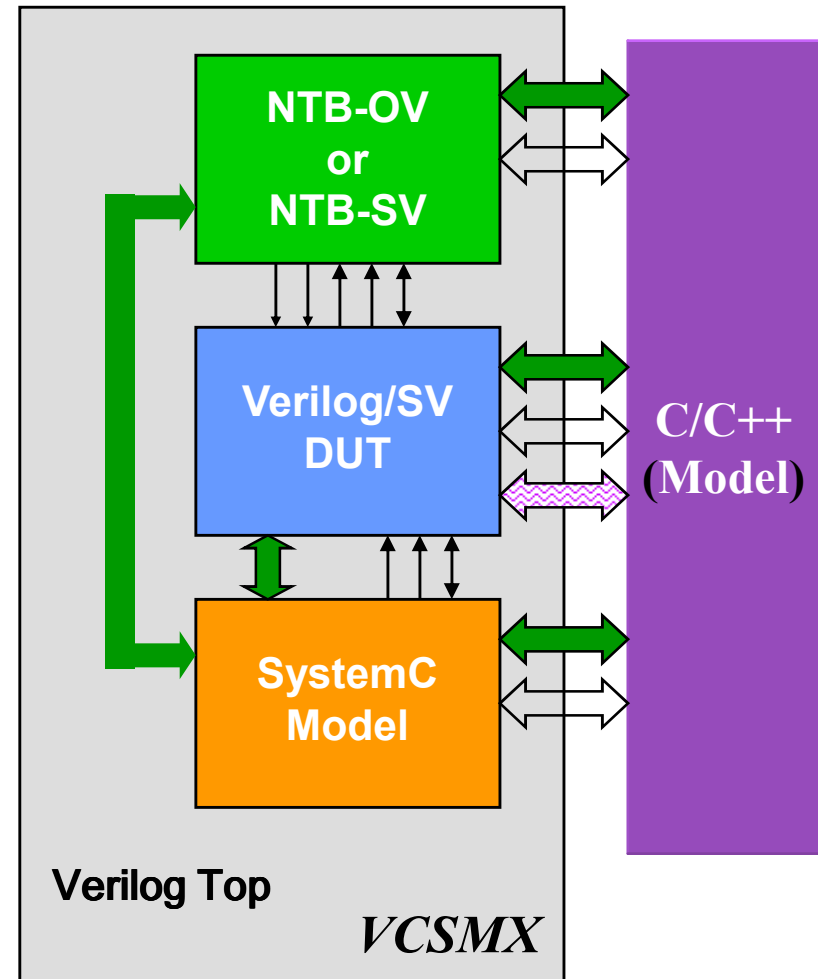 NTB-OV
or
NTB-SV
Verilog/SV
DUT
C/C++
(Model)
SystemC
Model
Verilog Top
VCSMX